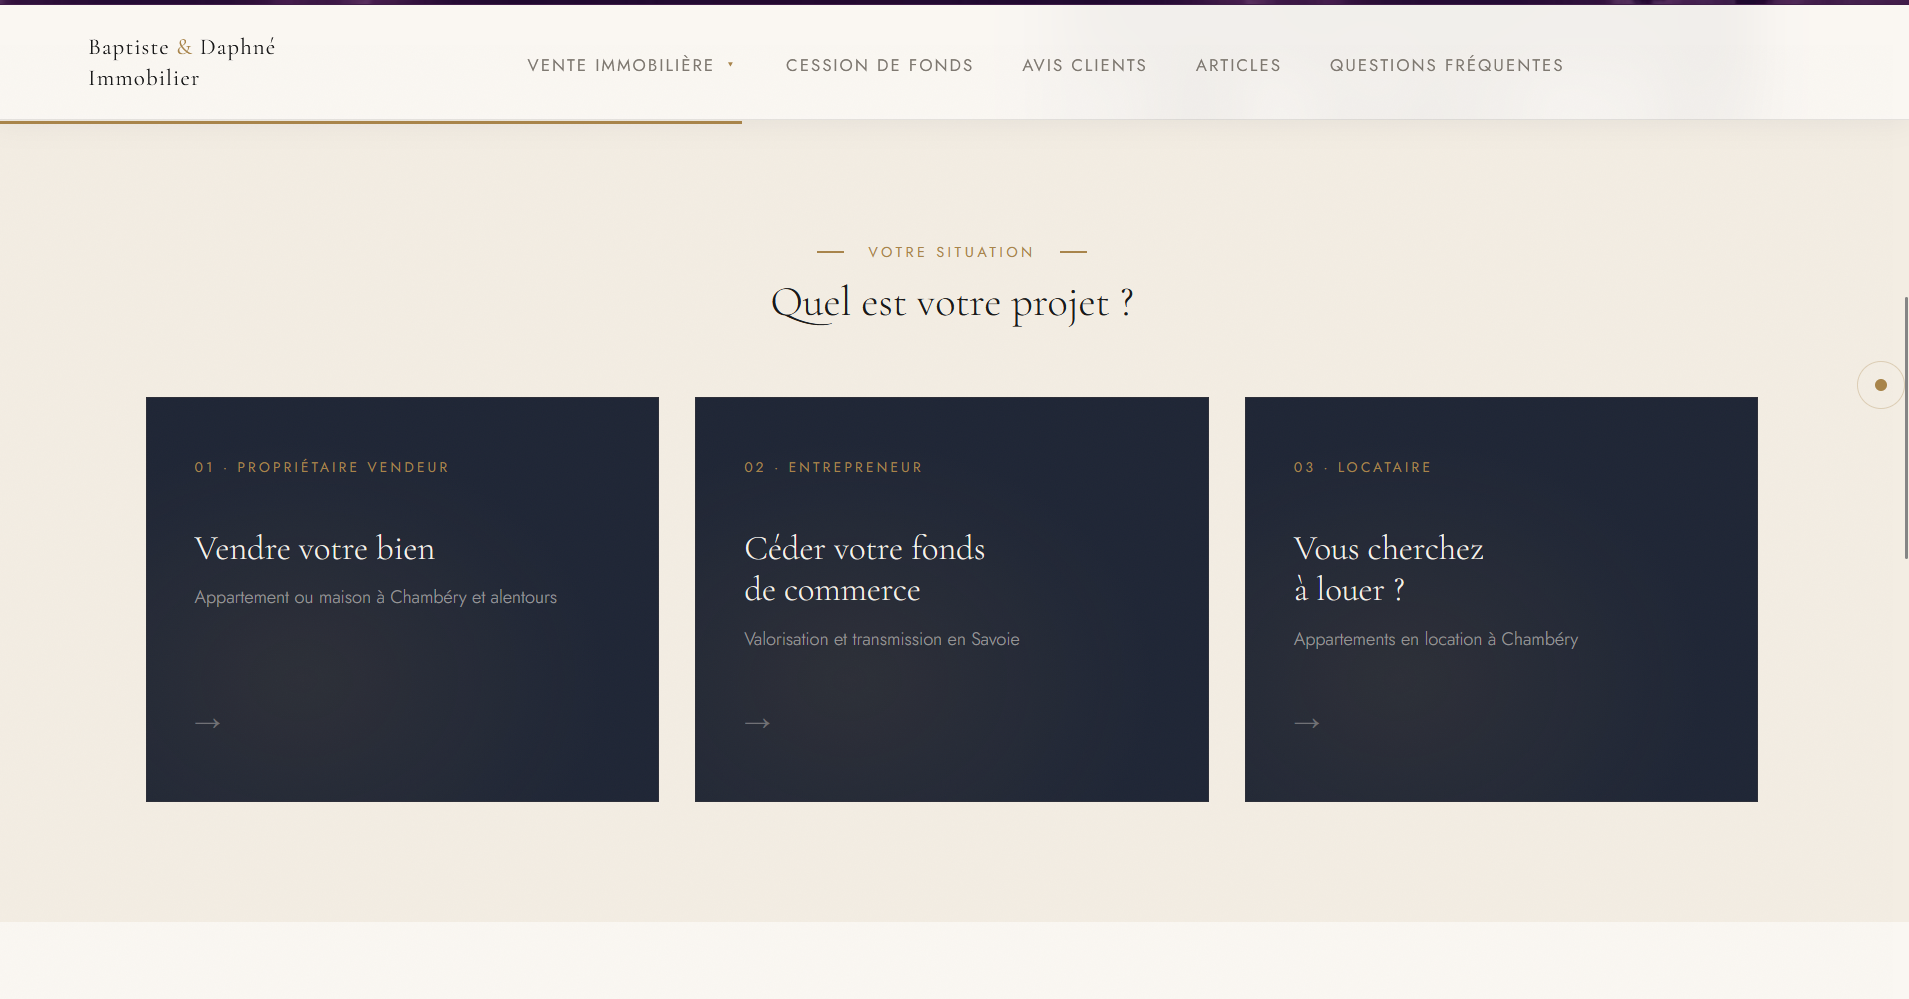 Baptiste & Daphné
Immobilier
VENTE IMMOBILIÈRE ▾
CESSION DE FONDS
AVIS CLIENTS
ARTICLES
QUESTIONS FRÉQUENTES
VOTRE SITUATION
Quel est votre projet ?
01 · PROPRIÉTAIRE VENDEUR
Vendre votre bien
Appartement ou maison à Chambéry et alentours
→
02 · ENTREPRENEUR
Céder votre fonds
de commerce
Valorisation et transmission en Savoie
→
03 · LOCATAIRE
Vous cherchez
à louer ?
Appartements en location à Chambéry
→